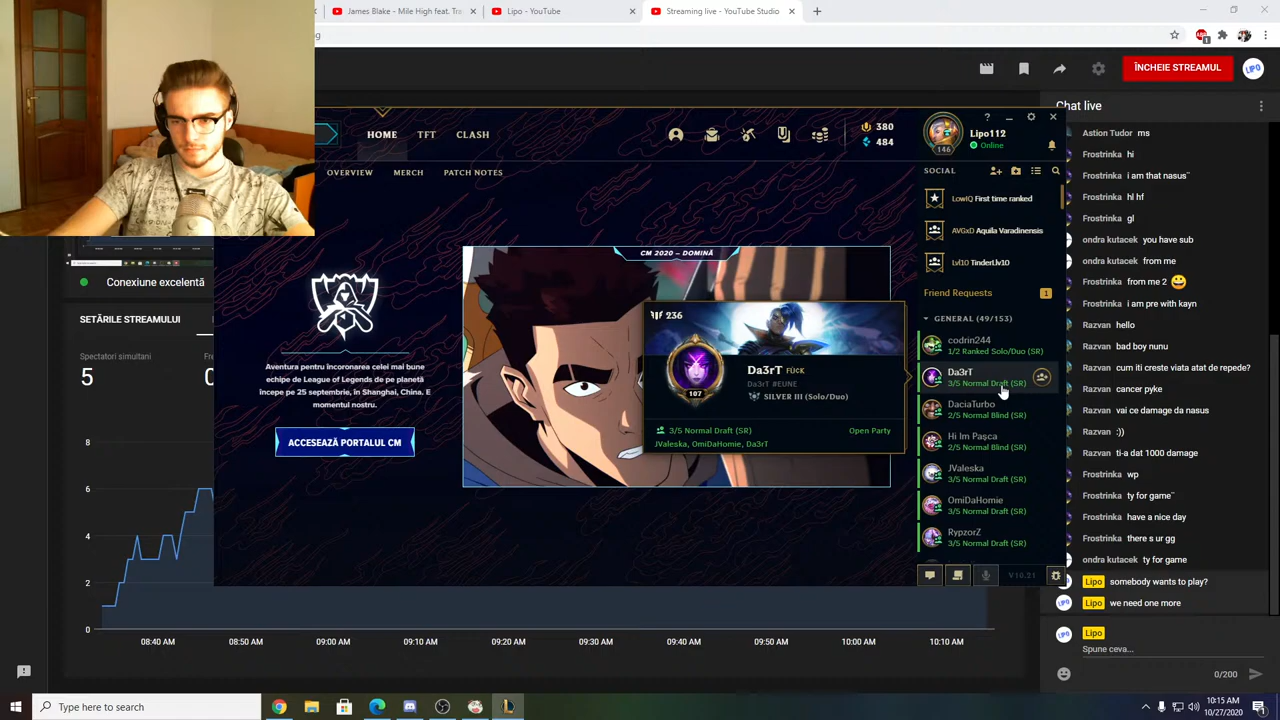 James Blake - Mile High feat. Tra
Lipo - YouTube
Streaming live - YouTube Studio
ÎNCHEIE STREAMUL
LIPO
HOME
TFT
CLASH
380
484
Lipo112
Online
146
OVERVIEW
MERCH
PATCH NOTES
SOCIAL
LowIQ First time ranked
AVGxD Aquila Varadinensis
Lvl10 TinderLlv10
Friend Requests
1
GENERAL (49/153)
codrin244
1/2 Ranked Solo/Duo (SR)
Da3rT
3/5 Normal Draft (SR)
DaciaTurbo
2/5 Normal Blind (SR)
Hi Im Pașca
2/5 Normal Blind (SR)
JValeska
3/5 Normal Draft (SR)
OmiDaHomie
3/5 Normal Draft (SR)
RypzorZ
3/5 Normal Draft (SR)
V10.21
CM 2020 – DOMINĂ
236
Da3rT FÙCK
Da3rT #EUNE
SILVER III (Solo/Duo)
107
3/5 Normal Draft (SR)
Open Party
JValeska, OmiDaHomie, Da3rT
Aventura pentru încoronarea celei mai bune
echipe de League of Legends de pe planetă
începe pe 25 septembrie, în Shanghai, China. E
momentul nostru.
ACCESEAZĂ PORTALUL CM
Conexiune excelentă
SETĂRILE STREAMULUI
Spectatori simultani
5
8
6
4
2
0
08:40 AM
08:50 AM
09:00 AM
09:10 AM
09:20 AM
09:30 AM
09:40 AM
09:50 AM
10:00 AM
10:10 AM
Chat live
Astion Tudor ms
Frostrinka hi
Frostrinka i am that nasus~
Frostrinka hl hf
Frostrinka gl
ondra kutacek you have sub
ondra kutacek from me
Frostrinka from me 2
Frostrinka i am pre with kayn
Razvan hello
Razvan bad boy nunu
Razvan cum iti creste viata atat de repede?
Razvan cancer pyke
Razvan vai ce damage da nasus
Razvan :))
Razvan ti-a dat 1000 damage
Frostrinka wp
Frostrinka ty for game~
Frostrinka have a nice day
Frostrinka there s ur gg
ondra kutacek ty for game
Lipo somebody wants to play?
Lipo we need one more
Lipo
Spune ceva...
0/200
Type here to search
10:15 AM
10/27/2020